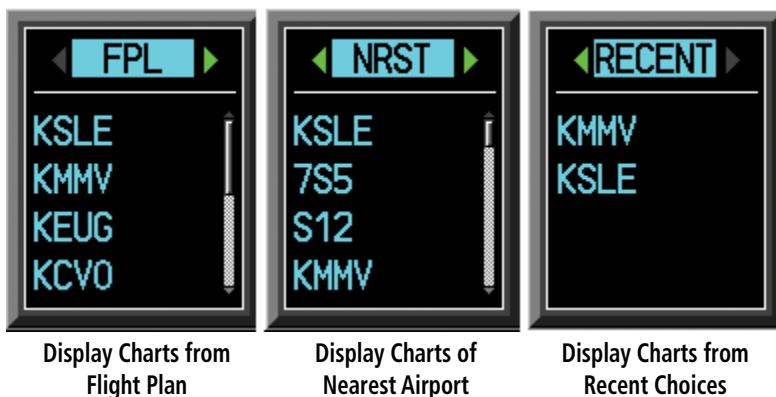 FPL
KSLE
KMMV
KEUG
KCVO
Display Charts from
Flight Plan
NRST
KSLE
7S5
S12
KMMV
Display Charts of
Nearest Airport
RECENT
KMMV
KSLE
Display Charts from
Recent Choices